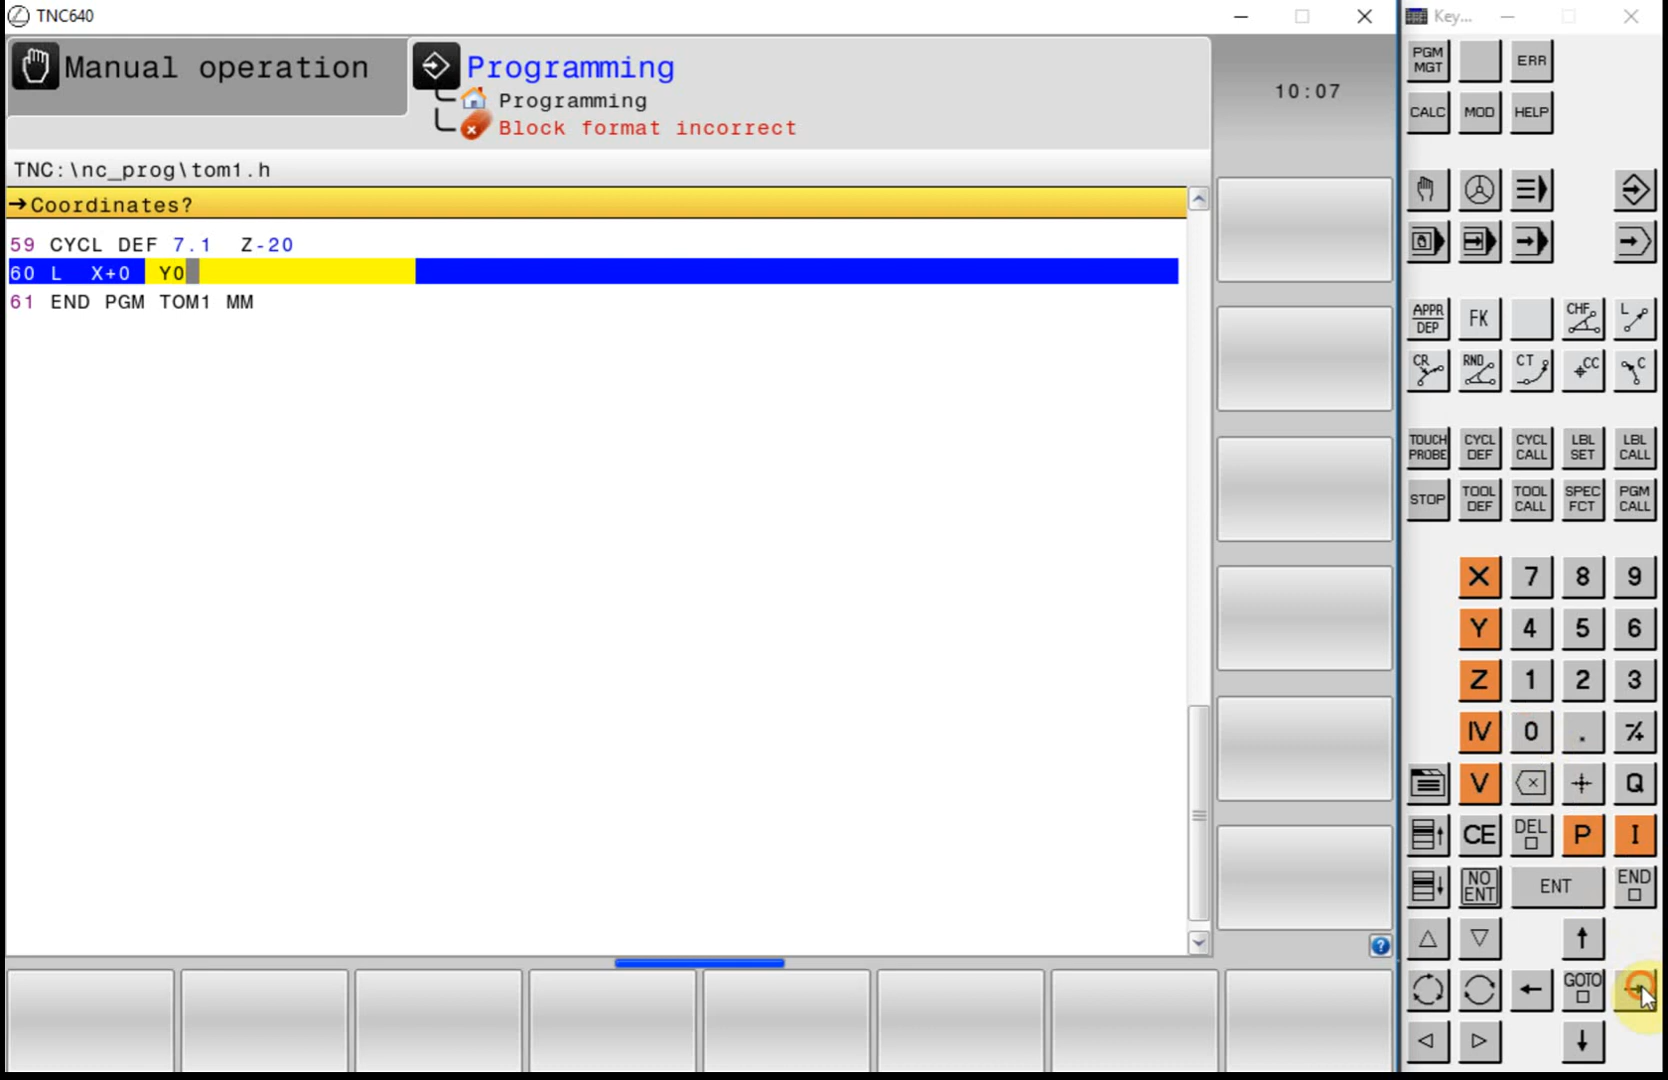 TNC640
Key...
Manual operation
Programming
Programming
Block format incorrect
10:07
TNC:\nc_prog\tom1.h
➔Coordinates?
59 CYCL DEF 7.1 Z-20
60 L X+0 Y0
61 END PGM TOM1 MM
PGM MGT
ERR
CALC
MOD
HELP
APPR DEP
FK
CHF
L
CR
RND
CT
CC
C
TOUCH PROBE
CYCL DEF
CYCL CALL
LBL SET
LBL CALL
STOP
TOOL DEF
TOOL CALL
SPEC FCT
PGM CALL
X 7 8 9
Y 4 5 6
Z 1 2 3
IV 0 . -/+
V Q
CE DEL P I
NO ENT
ENT
END
GOTO